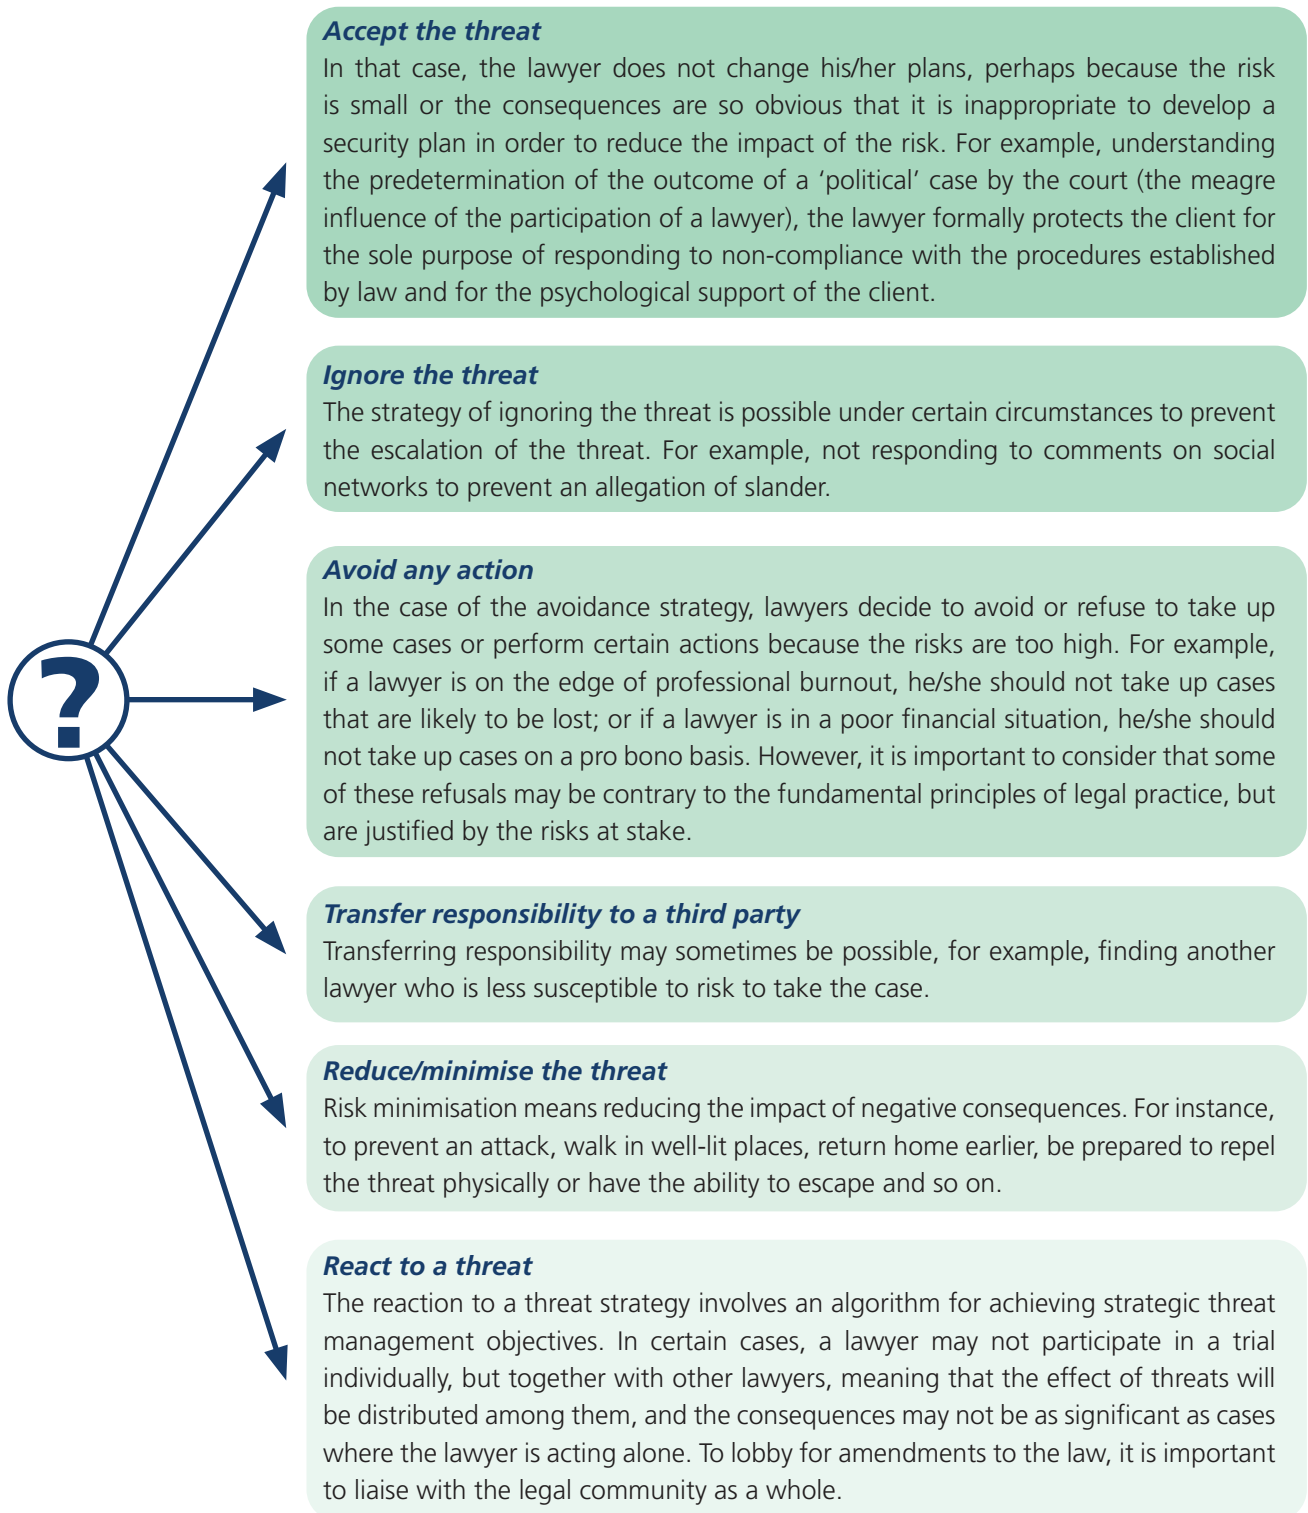 Accept the threat
In that case, the lawyer does not change his/her plans, perhaps because the risk
is small or the consequences are so obvious that it is inappropriate to develop a
security plan in order to reduce the impact of the risk. For example, understanding
the predetermination of the outcome of a ‘political’ case by the court (the meagre
influence of the participation of a lawyer), the lawyer formally protects the client for
the sole purpose of responding to non-compliance with the procedures established
by law and for the psychological support of the client.
Ignore the threat
The strategy of ignoring the threat is possible under certain circumstances to prevent
the escalation of the threat. For example, not responding to comments on social
networks to prevent an allegation of slander.
?
Avoid any action
In the case of the avoidance strategy, lawyers decide to avoid or refuse to take up
some cases or perform certain actions because the risks are too high. For example,
if a lawyer is on the edge of professional burnout, he/she should not take up cases
that are likely to be lost; or if a lawyer is in a poor financial situation, he/she should
not take up cases on a pro bono basis. However, it is important to consider that some
of these refusals may be contrary to the fundamental principles of legal practice, but
are justified by the risks at stake.
Transfer responsibility to a third party
Transferring responsibility may sometimes be possible, for example, finding another
lawyer who is less susceptible to risk to take the case.
Reduce/minimise the threat
Risk minimisation means reducing the impact of negative consequences. For instance,
to prevent an attack, walk in well-lit places, return home earlier, be prepared to repel
the threat physically or have the ability to escape and so on.
React to a threat
The reaction to a threat strategy involves an algorithm for achieving strategic threat
management objectives. In certain cases, a lawyer may not participate in a trial
individually, but together with other lawyers, meaning that the effect of threats will
be distributed among them, and the consequences may not be as significant as cases
where the lawyer is acting alone. To lobby for amendments to the law, it is important
to liaise with the legal community as a whole.